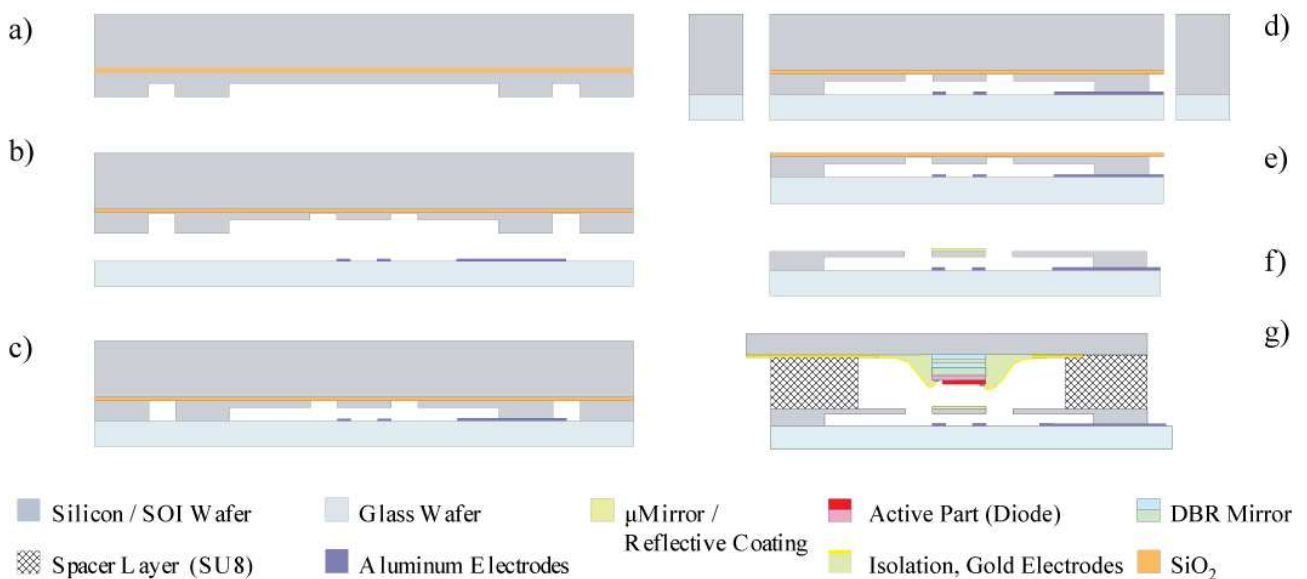 a)
b)
c)
d)
e)
f)
g)
Silicon / SOI Wafer
Glass Wafer
μMirror /
Reflective Coating
Active Part (Diode)
DBR Mirror
Spacer Layer (SU8)
Aluminum Electrodes
Isolation, Gold Electrodes
SiO₂